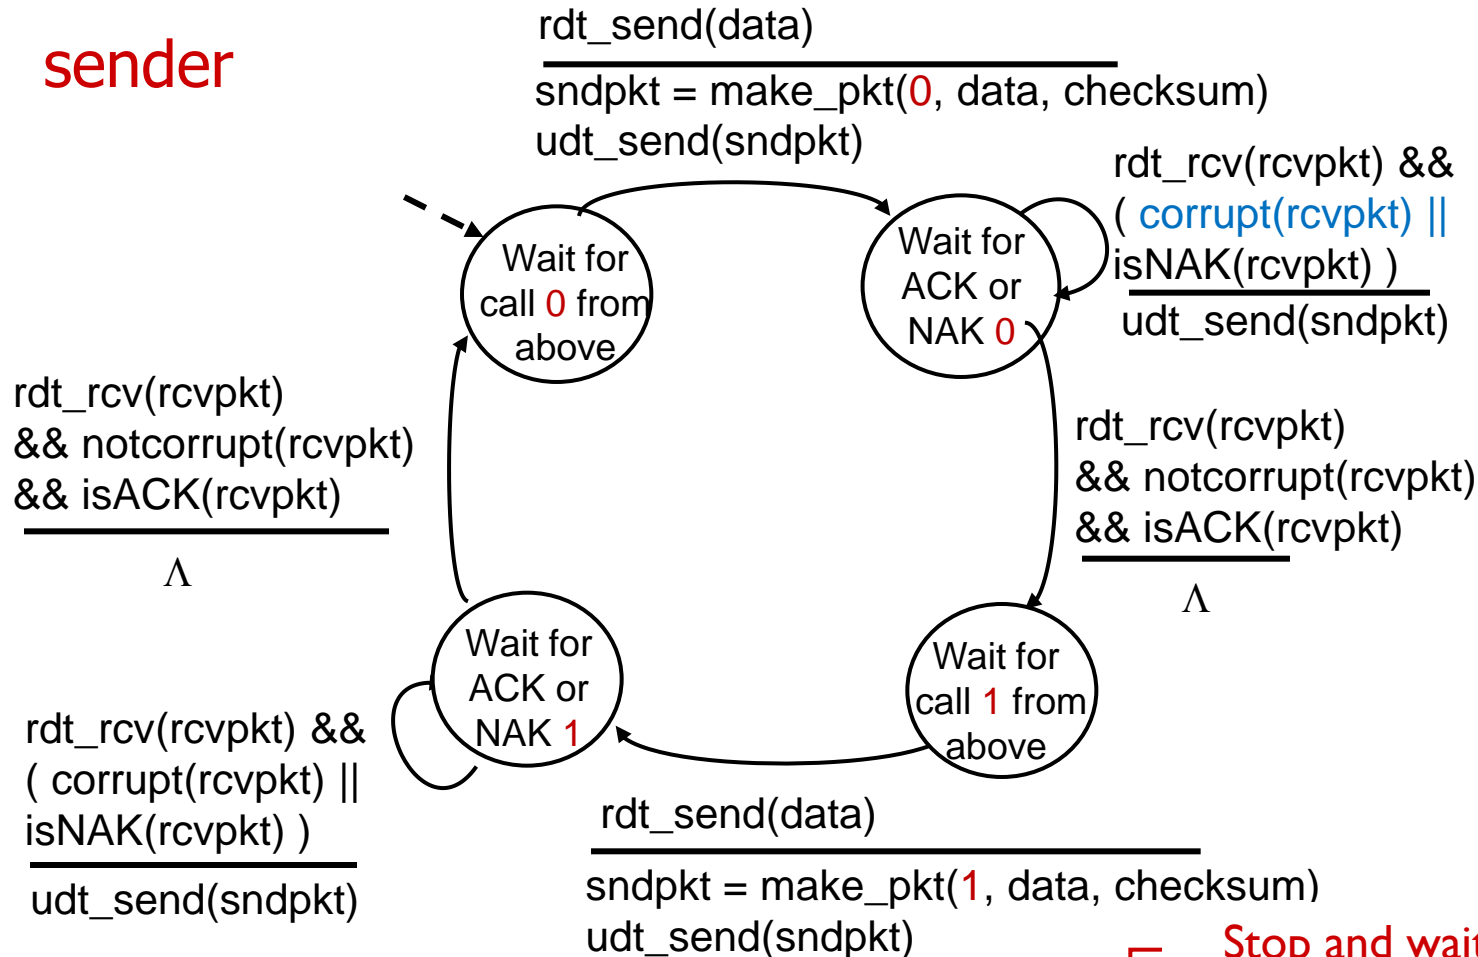 sender
rdt_send(data)
sndpkt = make_pkt(0, data, checksum)
udt_send(sndpkt)
rdt_rcv(rcvpkt) &&
( corrupt(rcvpkt) ||
isNAK(rcvpkt) )
udt_send(sndpkt)
Wait for
call 0 from
above
Wait for
ACK or
NAK 0
rdt_rcv(rcvpkt)
&& notcorrupt(rcvpkt)
&& isACK(rcvpkt)
Λ
rdt_rcv(rcvpkt)
&& notcorrupt(rcvpkt)
&& isACK(rcvpkt)
Λ
Wait for
ACK or
NAK 1
Wait for
call 1 from
above
rdt_rcv(rcvpkt) &&
( corrupt(rcvpkt) ||
isNAK(rcvpkt) )
udt_send(sndpkt)
rdt_send(data)
sndpkt = make_pkt(1, data, checksum)
udt_send(sndpkt)
Stop and wait